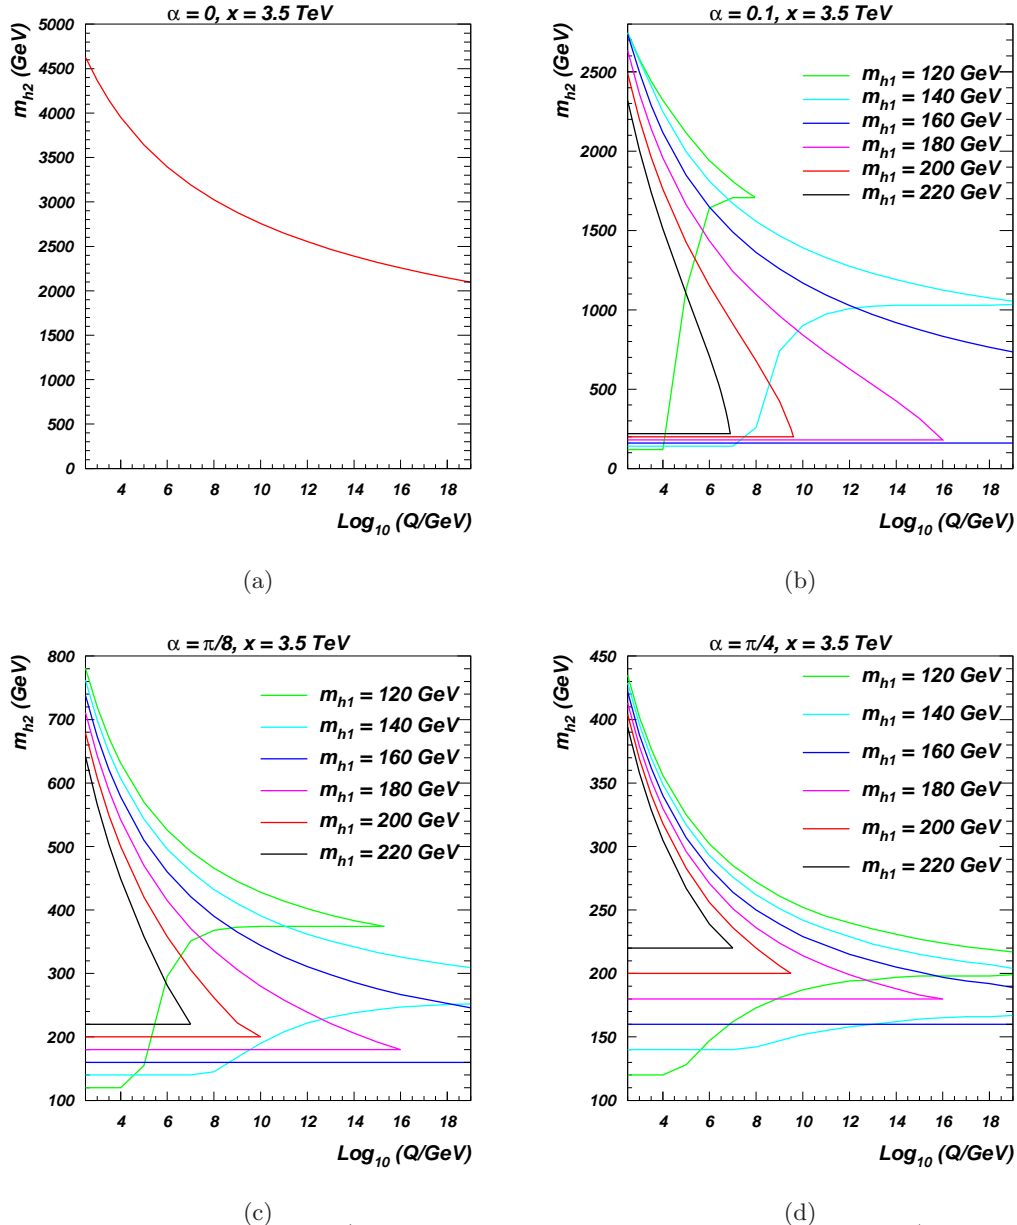 α = 0, x = 3.5 TeV
m_h2 (GeV)
5000
4500
4000
3500
3000
2500
2000
1500
1000
500
0
4 6 8 10 12 14 16 18
Log10 (Q/GeV)
(a)
α = 0.1, x = 3.5 TeV
m_h2 (GeV)
2500
2000
1500
1000
500
0
m_h1 = 120 GeV
m_h1 = 140 GeV
m_h1 = 160 GeV
m_h1 = 180 GeV
m_h1 = 200 GeV
m_h1 = 220 GeV
4 6 8 10 12 14 16 18
Log10 (Q/GeV)
(b)
α = π/8, x = 3.5 TeV
m_h2 (GeV)
800
700
600
500
400
300
200
100
m_h1 = 120 GeV
m_h1 = 140 GeV
m_h1 = 160 GeV
m_h1 = 180 GeV
m_h1 = 200 GeV
m_h1 = 220 GeV
4 6 8 10 12 14 16 18
Log10 (Q/GeV)
(c)
α = π/4, x = 3.5 TeV
m_h2 (GeV)
450
400
350
300
250
200
150
100
m_h1 = 120 GeV
m_h1 = 140 GeV
m_h1 = 160 GeV
m_h1 = 180 GeV
m_h1 = 200 GeV
m_h1 = 220 GeV
4 6 8 10 12 14 16 18
Log10 (Q/GeV)
(d)